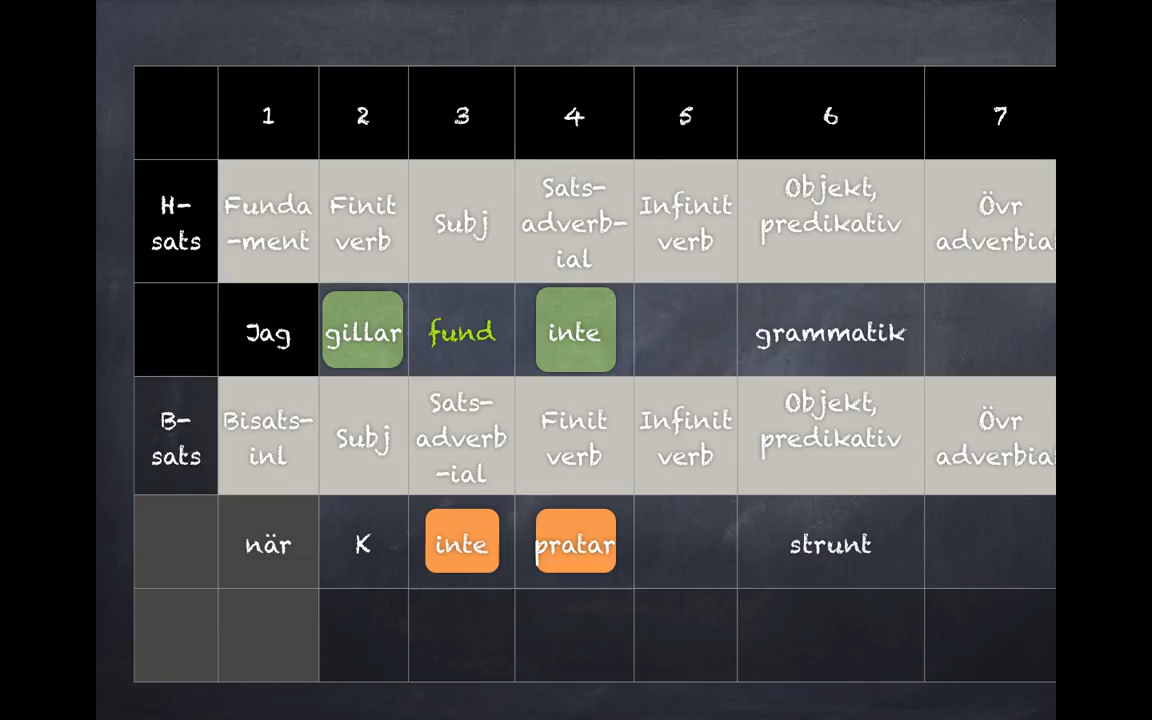 1 2 3 4 5 6 7
H-
sats
Funda
-ment
Finit
verb
Subj
Sats-
adverb-
ial
Infinit
verb
Objekt,
predikativ
Övr
adverbia
Jag gillar fund inte grammatik
B-
sats
Bisats-
inl
Subj
Sats-
adverb
-ial
Finit
verb
Infinit
verb
Objekt,
predikativ
Övr
adverbia
när K inte pratar strunt